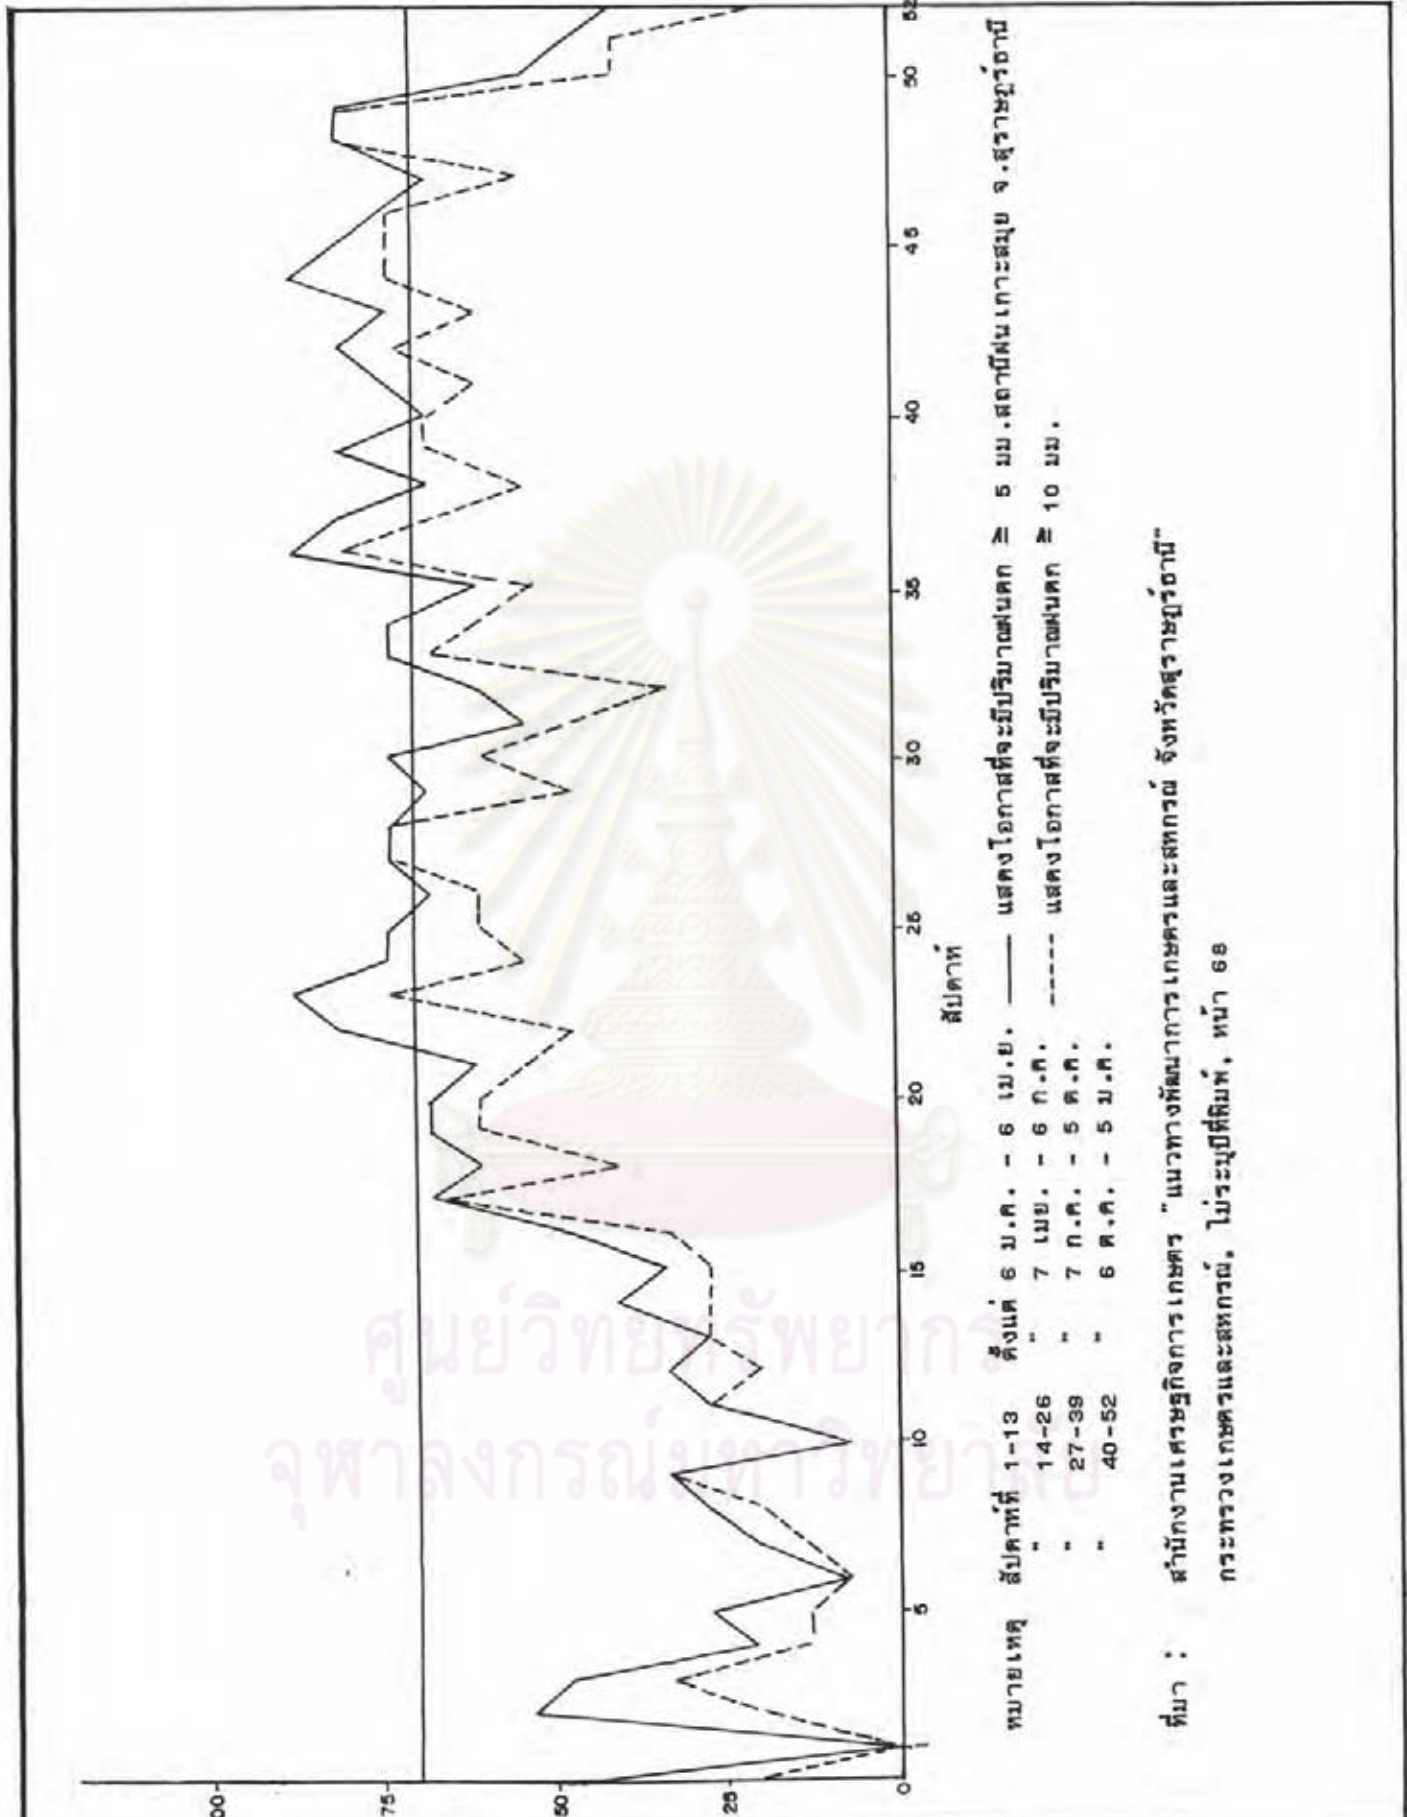 00
75
50
25
0
5
10
15
20
25
30
35
40
45
50
52
สัปดาห์
หมายเหตุ สัปดาห์ที่ 1-13 ตั้งแต่ 6 ม.ค. - 6 เม.ย. —— แสดงโอกาสที่จะมีปริมาณฝนตก ≥ 5 มม.สถานีฝนเกาะสมุย จ.สุราษฎร์ธานี
" 14-26 " 7 เมย. - 6 ก.ค. ----- แสดงโอกาสที่จะมีปริมาณฝนตก ≥ 10 มม.
" 27-39 " 7 ก.ค. - 5 ต.ค.
" 40-52 " 6 ต.ค. - 5 ม.ค.
ที่มา : สำนักงานเศรษฐกิจการเกษตร "แนวทางพัฒนาการเกษตรและสหกรณ์ จังหวัดสุราษฎร์ธานี"
กระทรวงเกษตรและสหกรณ์, ไม่ระบุปีที่พิมพ์, หน้า 68
ศูนย์วิทยทรัพยากร
จุฬาลงกรณ์มหาวิทยาลัย